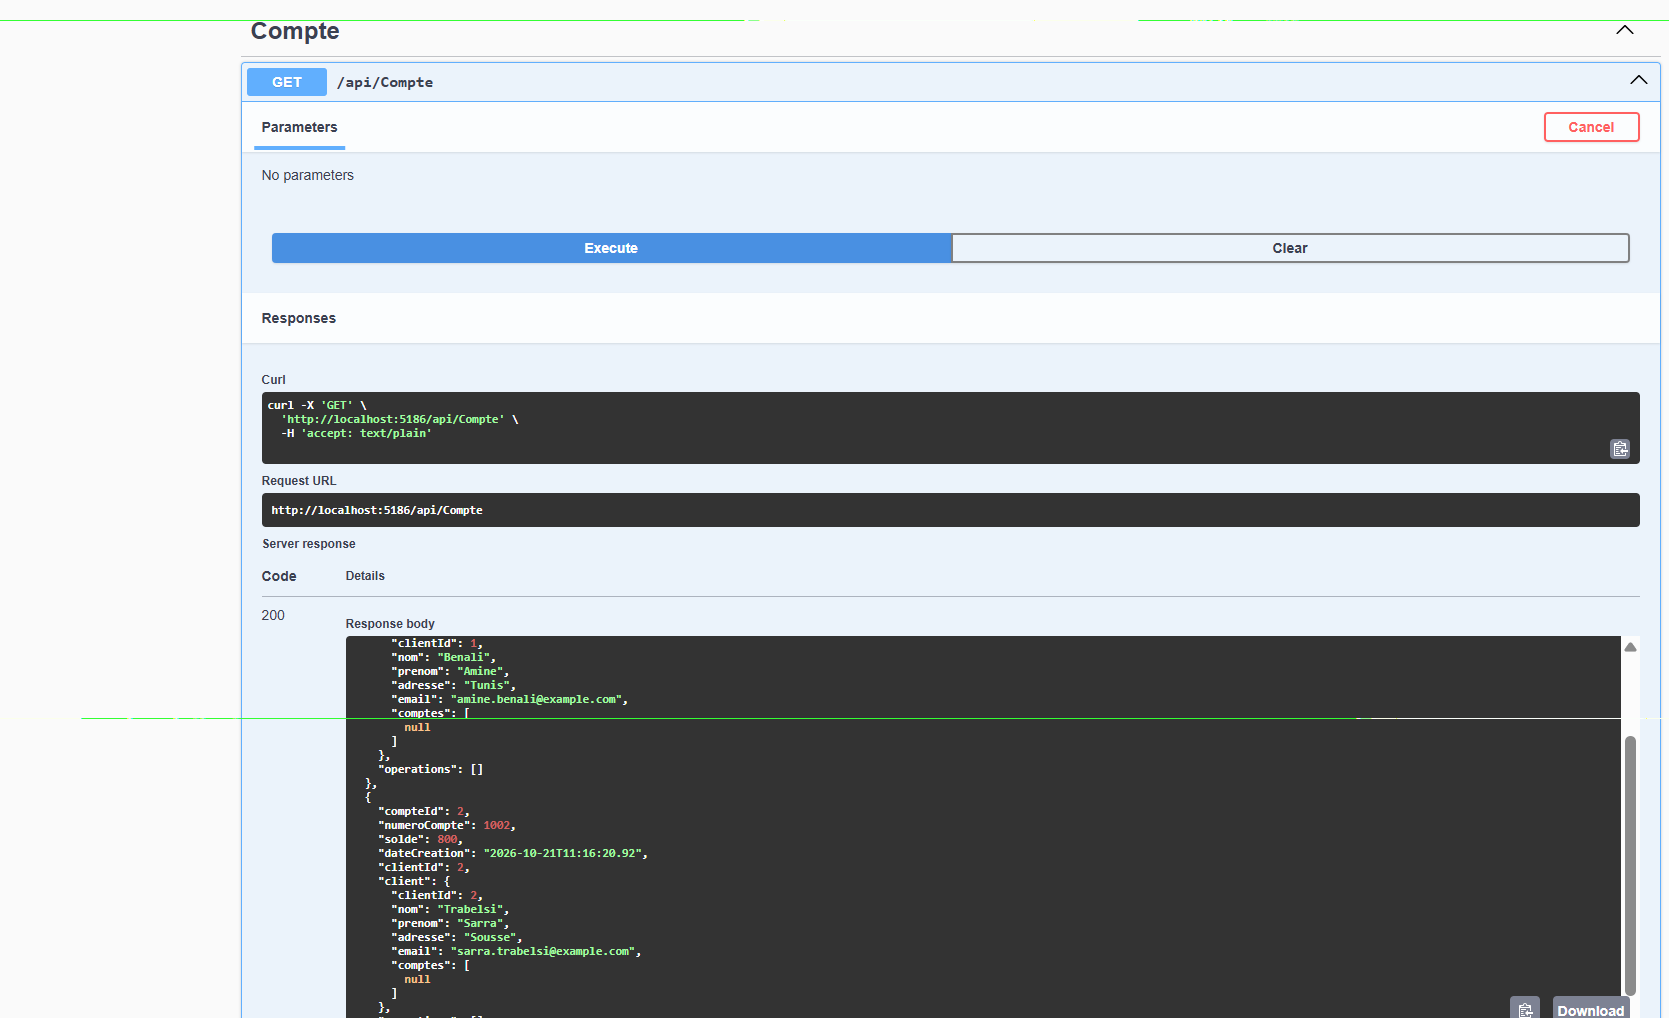 Compte
GET /api/Compte
Parameters
Cancel
No parameters
Execute
Clear
Responses
Curl
curl -X 'GET' \
  'http://localhost:5186/api/Compte' \
  -H 'accept: text/plain'
Request URL
http://localhost:5186/api/Compte
Server response
Code Details
200
Response body
      "clientId": 1,
      "nom": "Benali",
      "prenom": "Amine",
      "adresse": "Tunis",
      "email": "amine.benali@example.com",
      "comptes": [
        null
      ]
    },
    "operations": []
  },
  {
    "compteId": 2,
    "numeroCompte": 1002,
    "solde": 800,
    "dateCreation": "2026-10-21T11:16:20.92",
    "clientId": 2,
    "client": {
      "clientId": 2,
      "nom": "Trabelsi",
      "prenom": "Sarra",
      "adresse": "Sousse",
      "email": "sarra.trabelsi@example.com",
      "comptes": [
        null
      ]
    },
Download